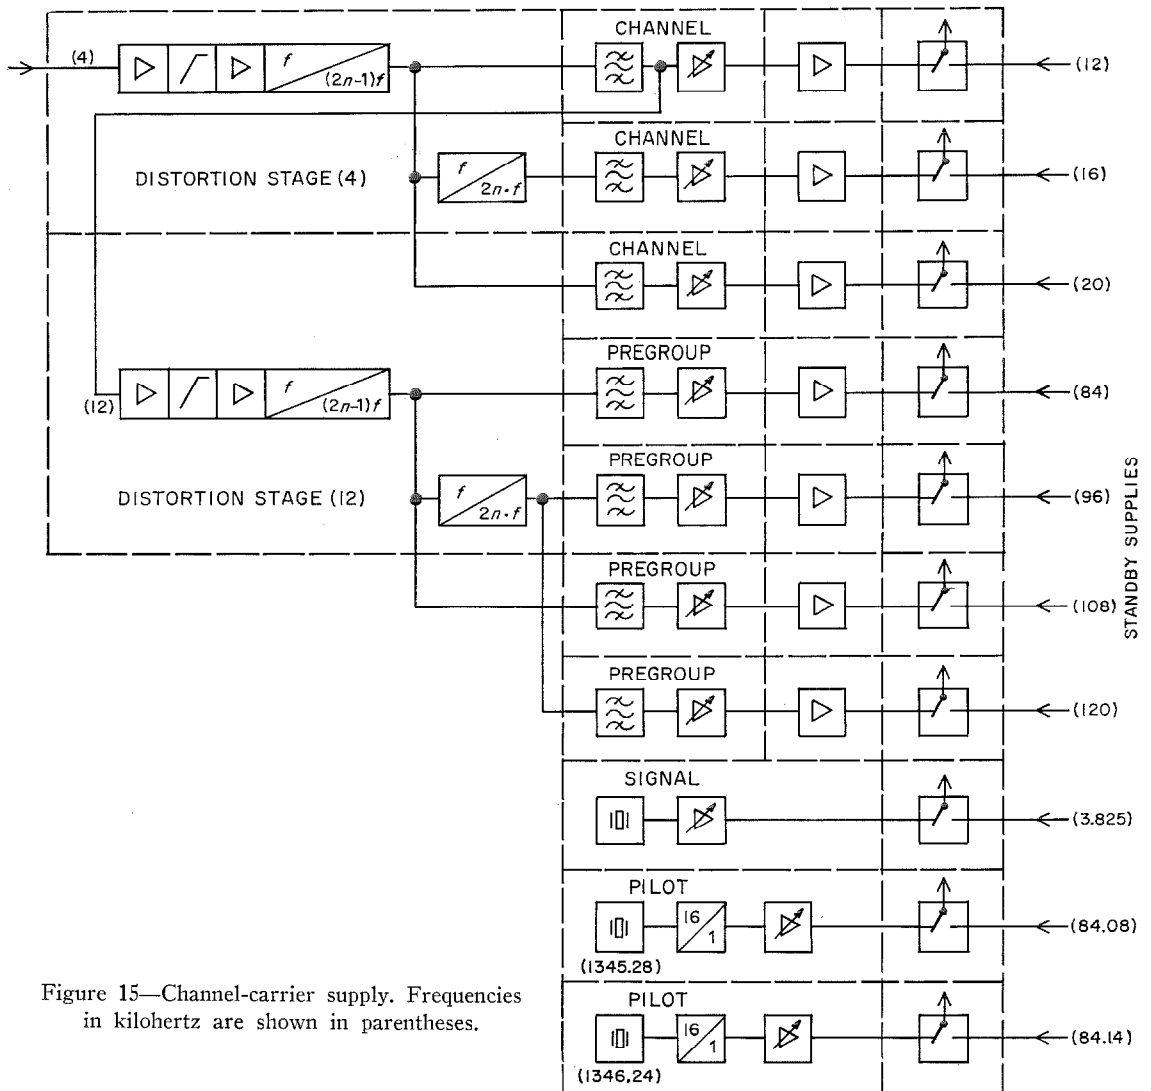 CHANNEL
(4)
f
(2n-1)f
(12)
CHANNEL
DISTORTION STAGE (4)
f
2n·f
(16)
CHANNEL
(20)
PREGROUP
(12)
f
(2n-1)f
(84)
PREGROUP
DISTORTION STAGE (12)
f
2n·f
(96)
STANDBY SUPPLIES
PREGROUP
(108)
PREGROUP
(120)
SIGNAL
(3.825)
PILOT
16
1
(84.08)
(1345.28)
PILOT
16
1
(84.14)
(1346.24)
Figure 15—Channel-carrier supply. Frequencies
in kilohertz are shown in parentheses.